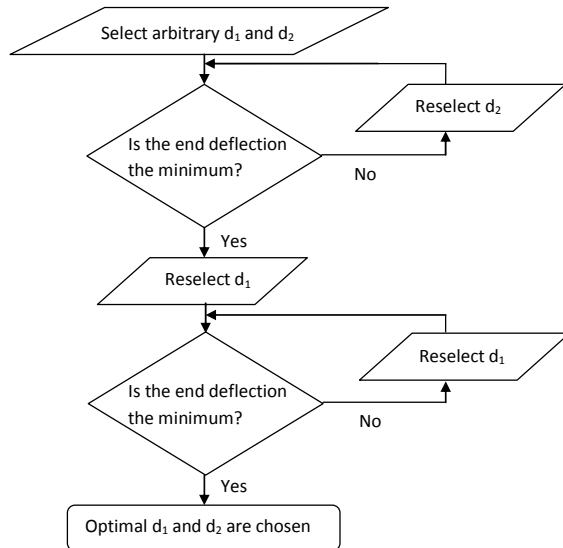 Select arbitrary d₁ and d₂
Reselect d₂
Is the end deflection
the minimum?
No
Yes
Reselect d₁
Reselect d₁
Is the end deflection
the minimum?
No
Yes
Optimal d₁ and d₂ are chosen